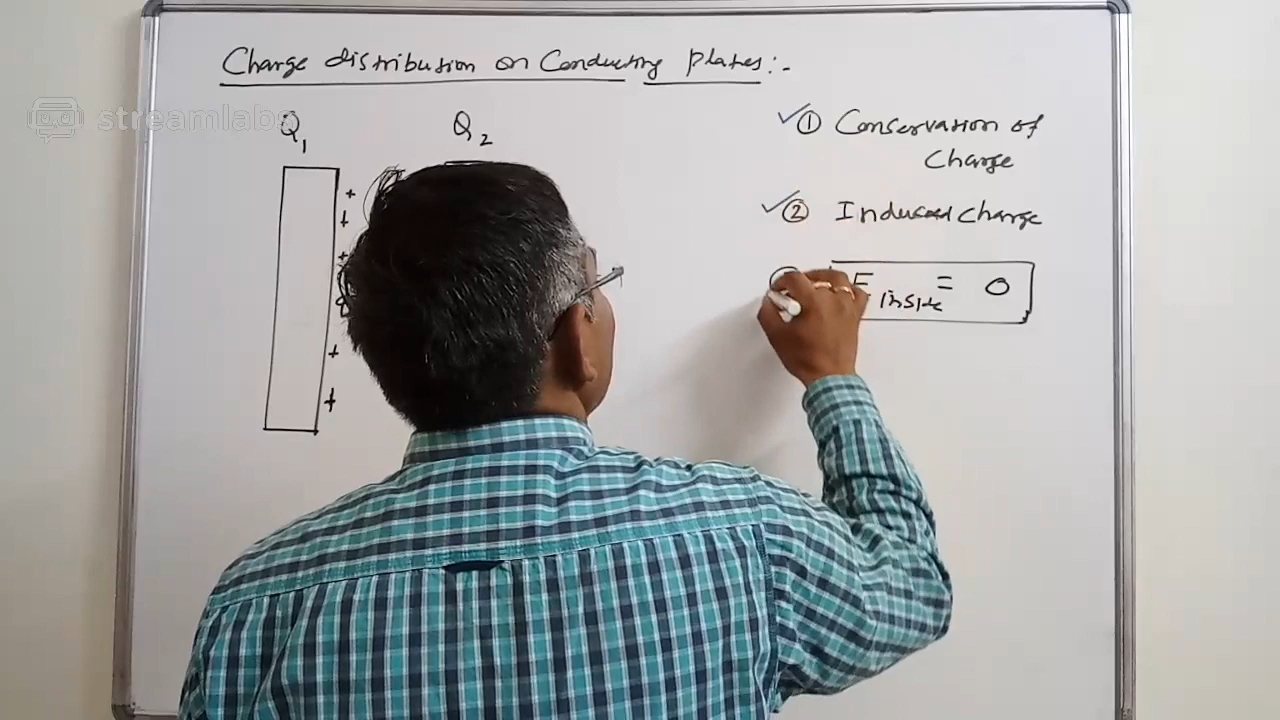 Charge distribution on Conducting plates:-
streamlabs
Q1
Q2
✓① Conservation of
Charge
✓② Induced Charge
E inside = 0
+
+
+
+
+